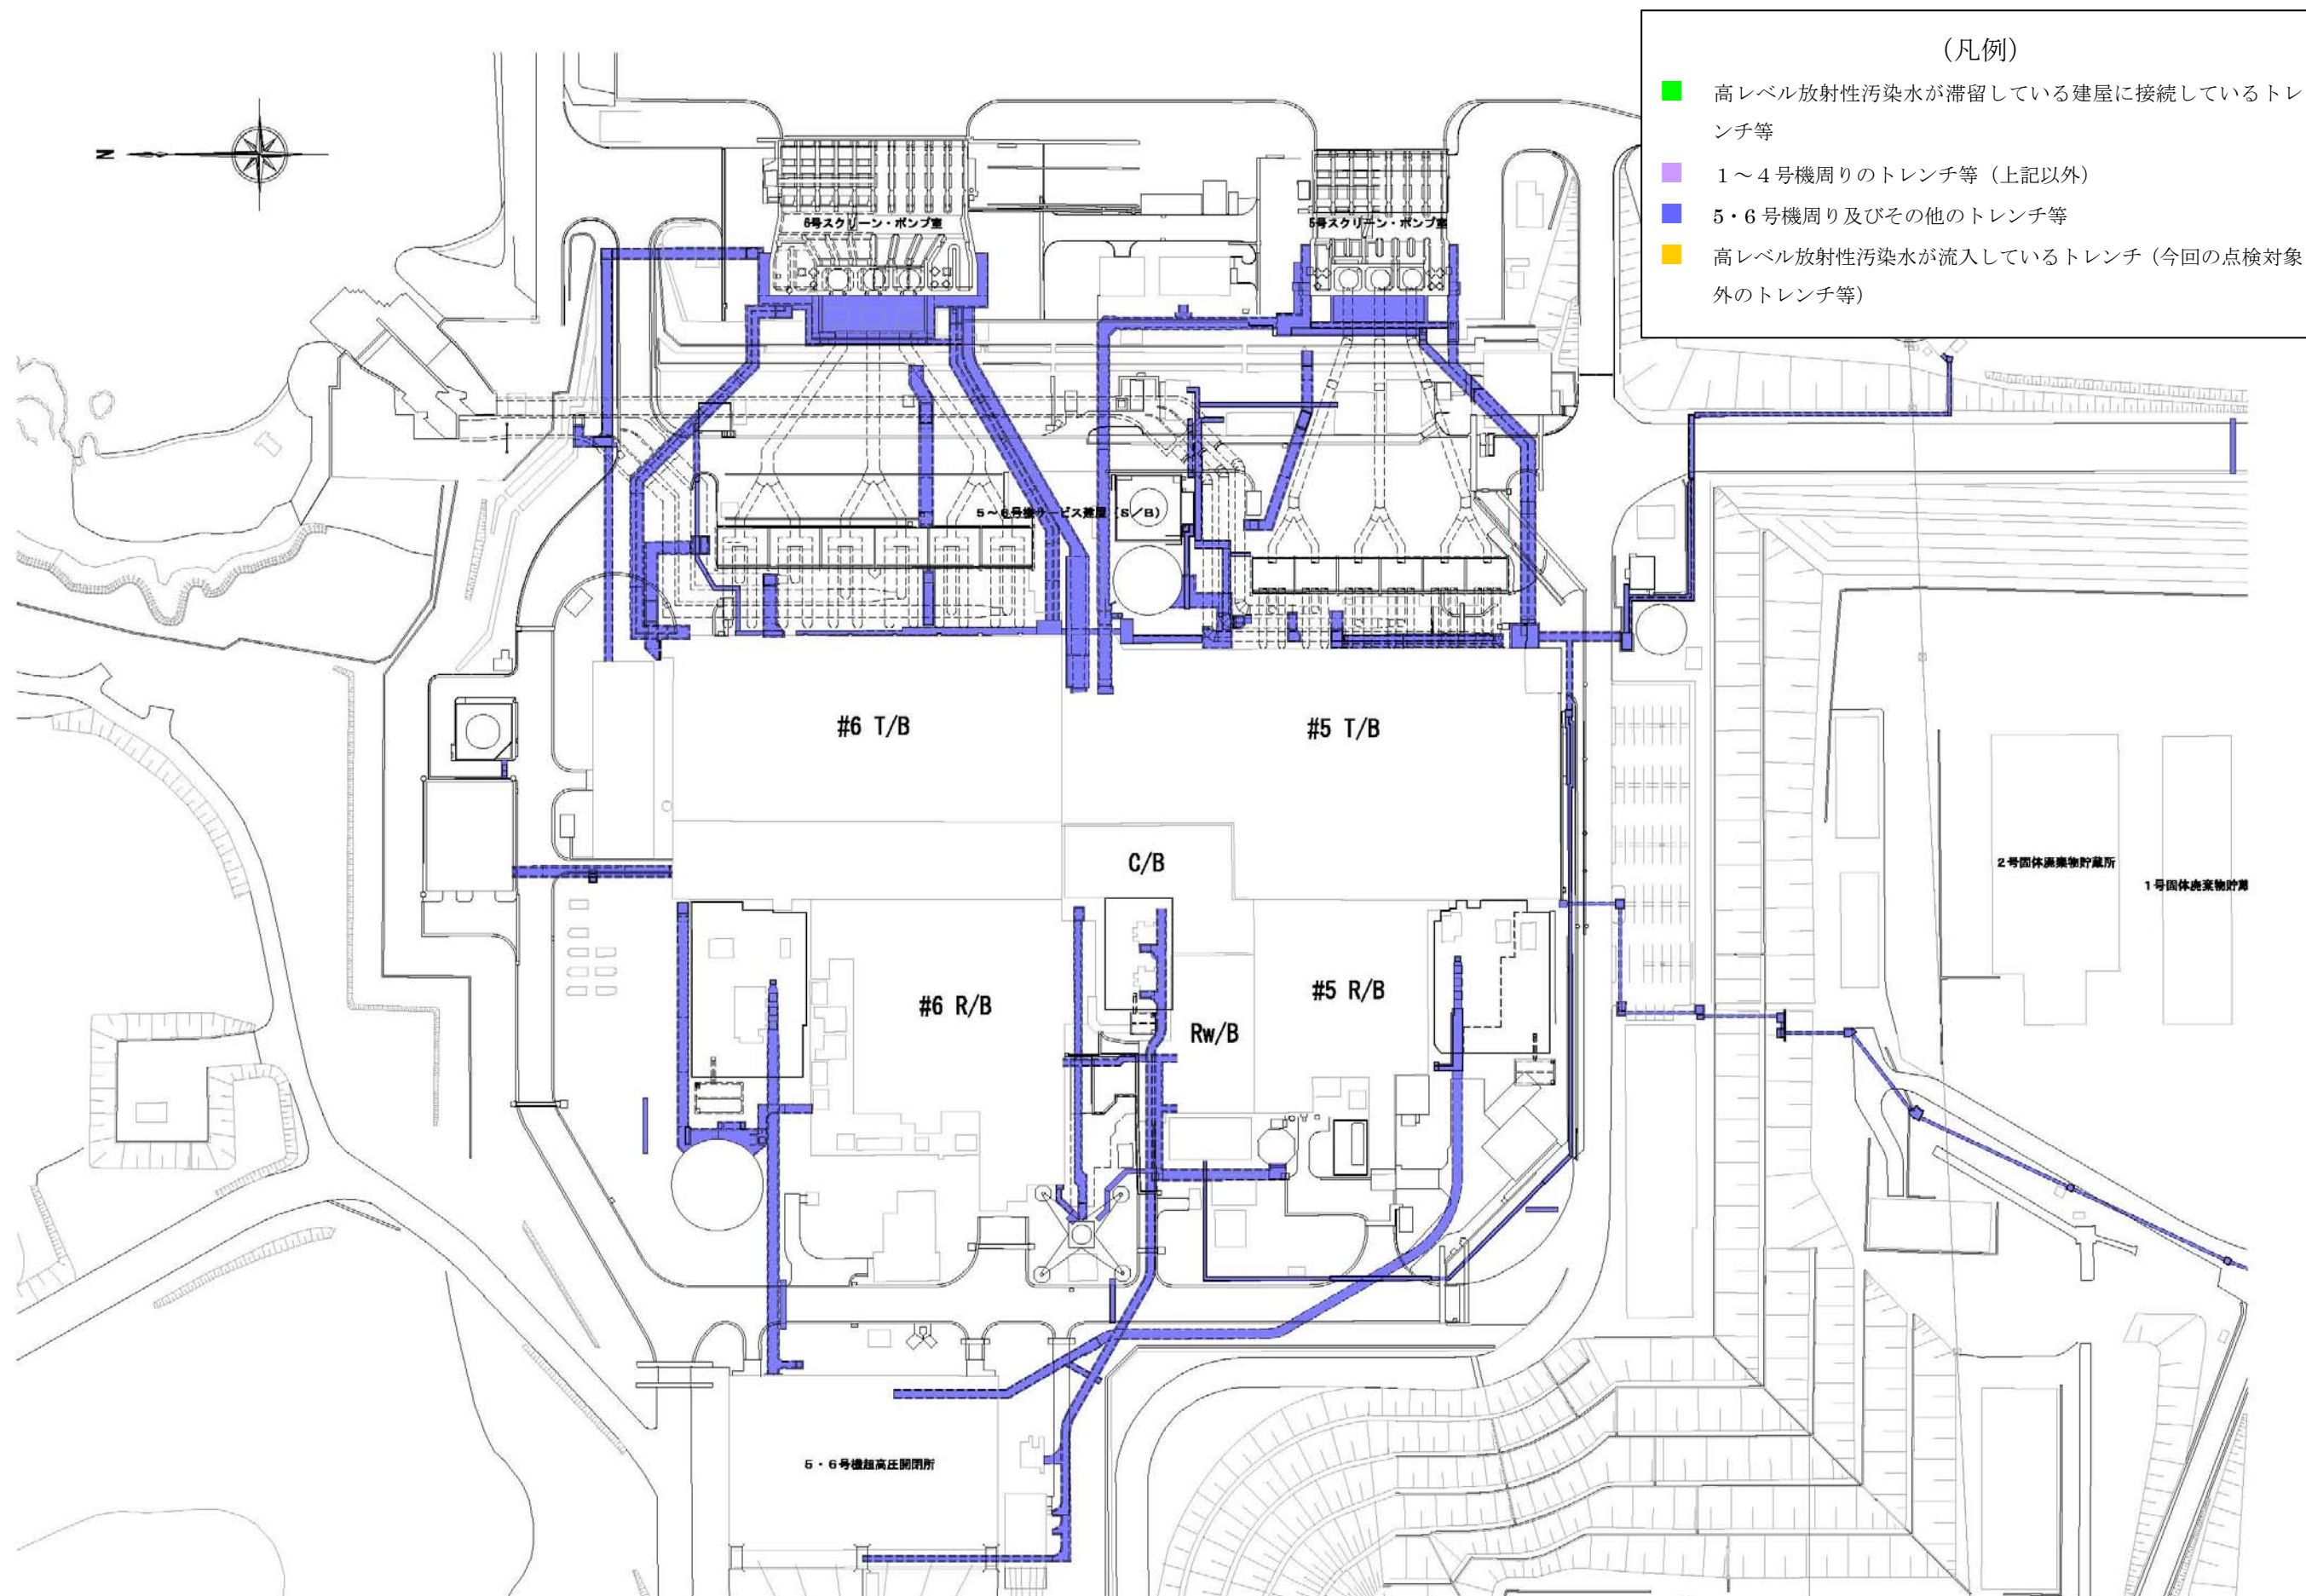 (凡例)
高レベル放射性汚染水が滞留している建屋に接続しているトレ
ンチ等
1～4号機周りのトレンチ等（上記以外）
5・6号機周り及びその他のトレンチ等
高レベル放射性汚染水が流入しているトレンチ（今回の点検対象
外のトレンチ等）
N
6号スクリーン・ポンプ室
5号スクリーン・ポンプ室
5～6号機サービス建屋（S/B）
#6 T/B
#5 T/B
C/B
2号固体廃棄物貯蔵所
1号固体廃棄物貯蔵
#6 R/B
#5 R/B
Rw/B
5・6号機超高圧開閉所